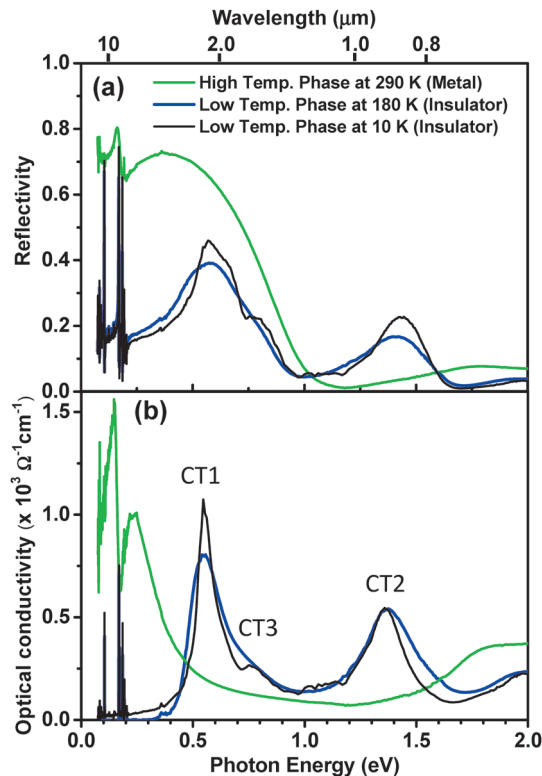 Wavelength (μm)
10 2.0 1.0 0.8
1.0
0.8
0.6
0.4
0.2
0.0
Reflectivity
(a)
High Temp. Phase at 290 K (Metal)
Low Temp. Phase at 180 K (Insulator)
Low Temp. Phase at 10 K (Insulator)
1.5
1.0
0.5
0.0
Optical conductivity (x 10³ Ω⁻¹cm⁻¹)
(b)
CT1
CT2
CT3
0.0 0.5 1.0 1.5 2.0
Photon Energy (eV)